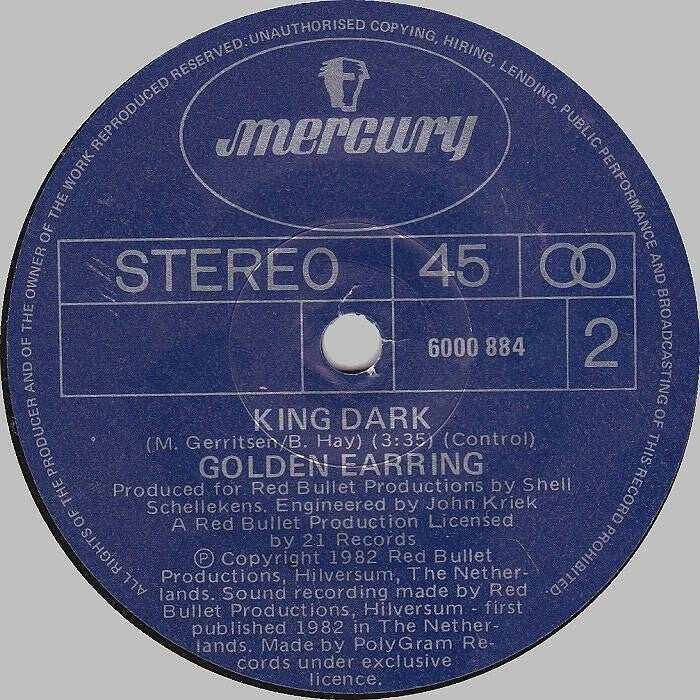 ALL RIGHTS OF THE PRODUCER AND OF THE OWNER OF THE WORK REPRODUCED RESERVED. UNAUTHORISED COPYING, HIRING, LENDING, PUBLIC PERFORMANCE AND BROADCASTING OF THIS RECORD PROHIBITED
mercury
STEREO 45
6000 884 2
KING DARK
(M. Gerritsen/B. Hay) (3:35) (Control)
GOLDEN EARRING
Produced for Red Bullet Productions by Shell
Schellekens. Engineered by John Kriek
A Red Bullet Production Licensed
by 21 Records
Ⓟ Copyright 1982 Red Bullet
Productions, Hilversum, The Nether-
lands. Sound recording made by Red
Bullet Productions, Hilversum - first
published 1982 in The Nether-
lands. Made by PolyGram Re-
cords under exclusive
licence.